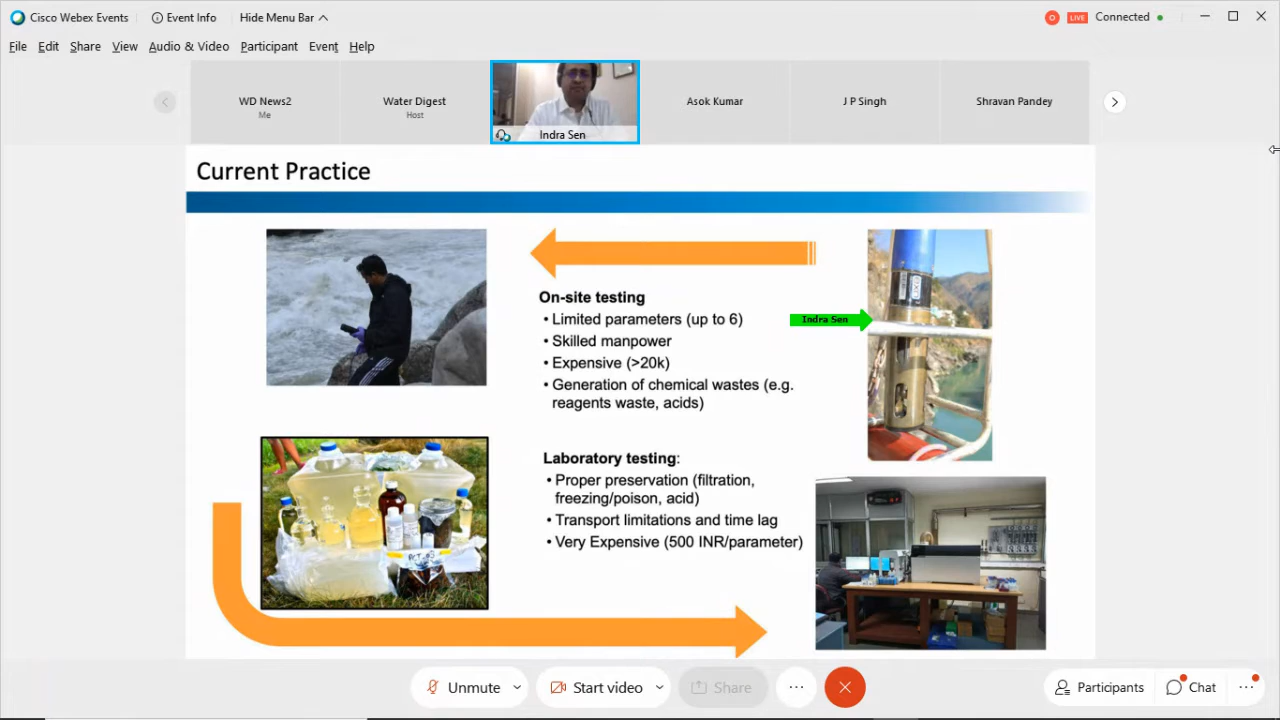 Cisco Webex Events
Event Info
Hide Menu Bar
LIVE
Connected
File Edit Share View Audio & Video Participant Event Help
WD News2
Me
Water Digest
Host
Indra Sen
Asok Kumar
J P Singh
Shravan Pandey
Current Practice
On-site testing
• Limited parameters (up to 6)
• Skilled manpower
• Expensive (>20k)
• Generation of chemical wastes (e.g.
reagents waste, acids)
Indra Sen
Laboratory testing:
• Proper preservation (filtration,
freezing/poison, acid)
• Transport limitations and time lag
• Very Expensive (500 INR/parameter)
Unmute
Start video
Share
Participants
Chat